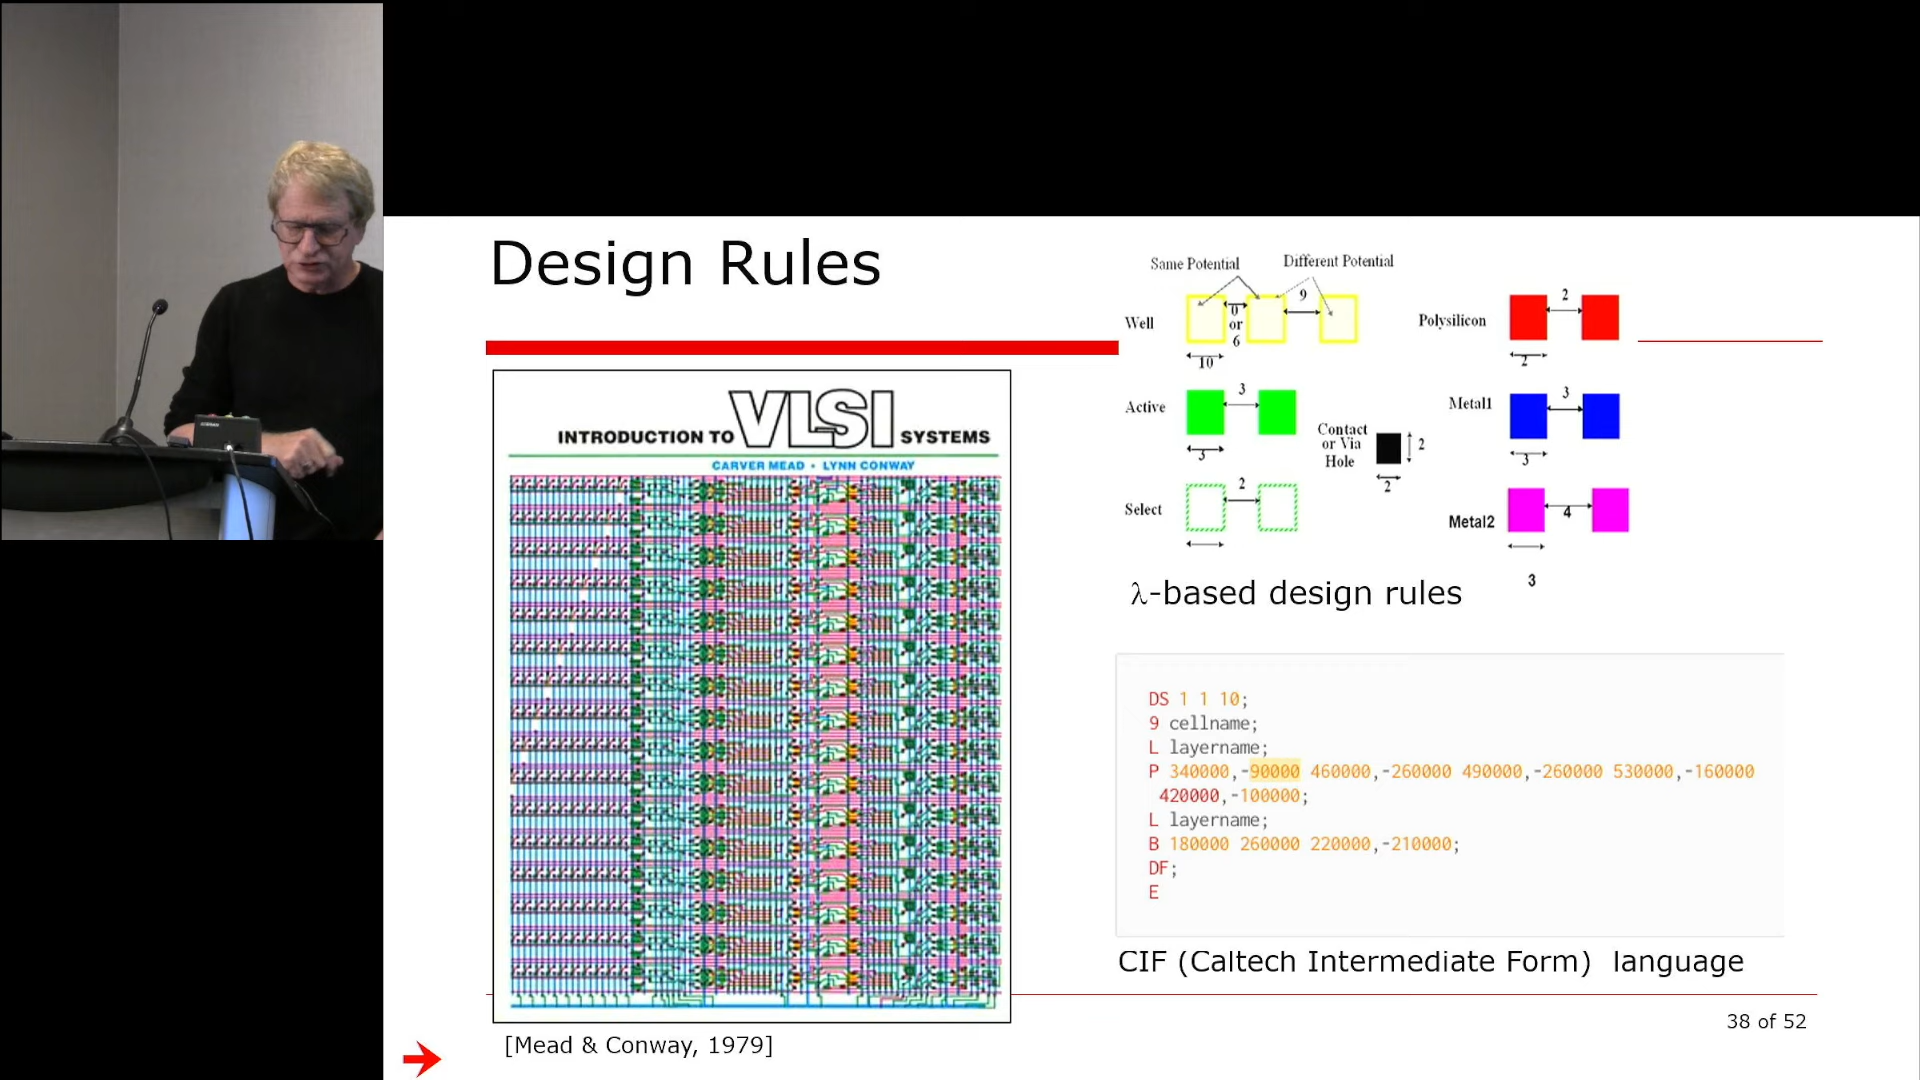 Design Rules
INTRODUCTION TO VLSI SYSTEMS
CARVER MEAD • LYNN CONWAY
[Mead & Conway, 1979]
Same Potential
Different Potential
Well
0
or
6
9
10
Polysilicon
2
2
Active
3
3
Metal1
3
3
Contact
or Via
Hole
2
2
Select
2
Metal2
4
3
λ-based design rules
DS 1 1 10;
9 cellname;
L layername;
P 340000,-90000 460000,-260000 490000,-260000 530000,-160000
420000,-100000;
L layername;
B 180000 260000 220000,-210000;
DF;
E
CIF (Caltech Intermediate Form) language
38 of 52